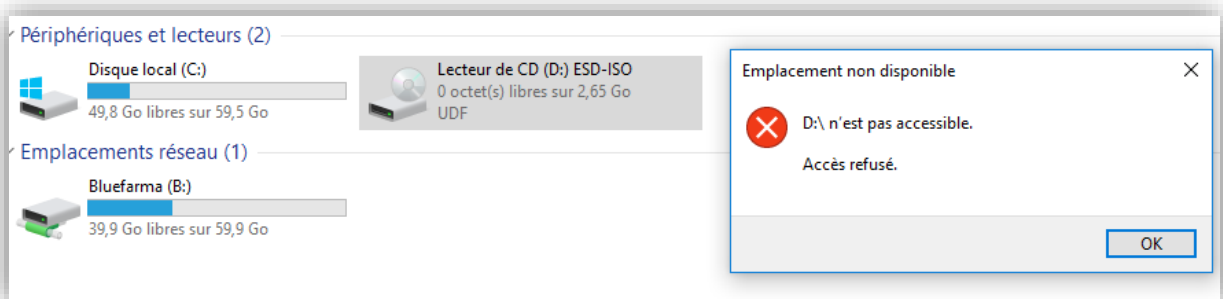 Périphériques et lecteurs (2)
Disque local (C:)
49,8 Go libres sur 59,5 Go
Lecteur de CD (D:) ESD-ISO
0 octet(s) libres sur 2,65 Go
UDF
Emplacements réseau (1)
Bluefarma (B:)
39,9 Go libres sur 59,9 Go
Emplacement non disponible
D:\ n'est pas accessible.
Accès refusé.
OK